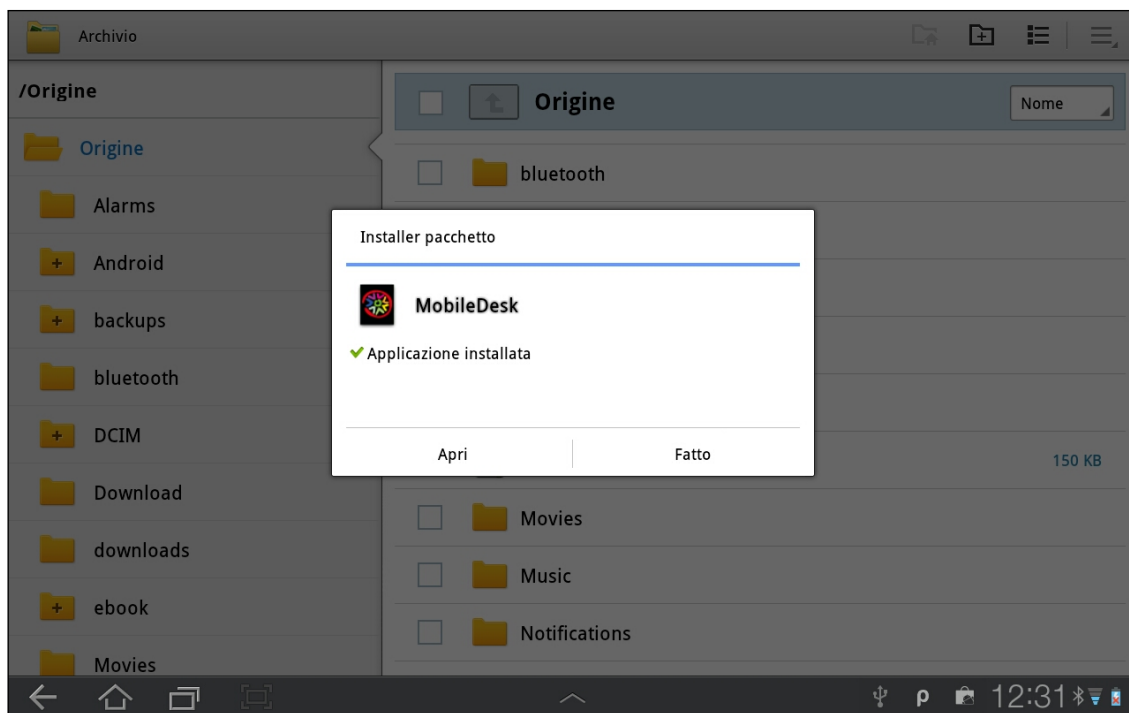 Archivio
/Origine
Origine
Nome
Origine
bluetooth
Alarms
Android
backups
bluetooth
DCIM
Download
downloads
ebook
Movies
Installer pacchetto
MobileDesk
Applicazione installata
Apri
Fatto
150 KB
Movies
Music
Notifications
12:31